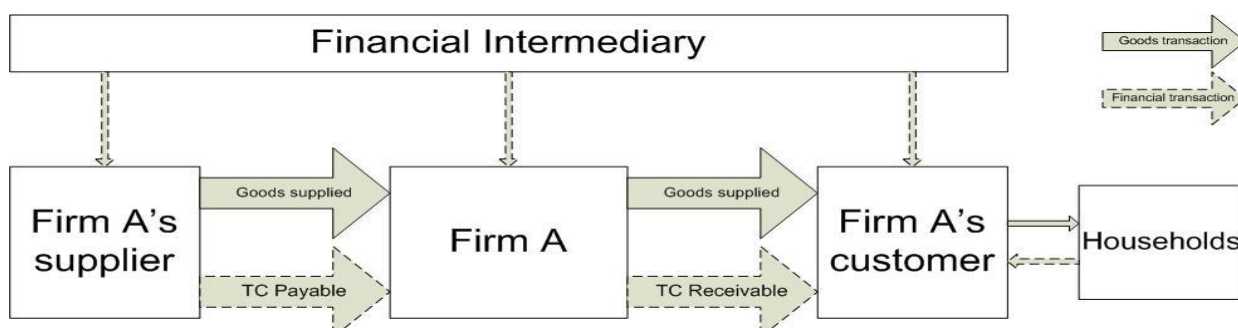 Financial Intermediary
Goods transaction
Financial transaction
Firm A's
supplier
Goods supplied
TC Payable
Firm A
Goods supplied
TC Receivable
Firm A's
customer
Households